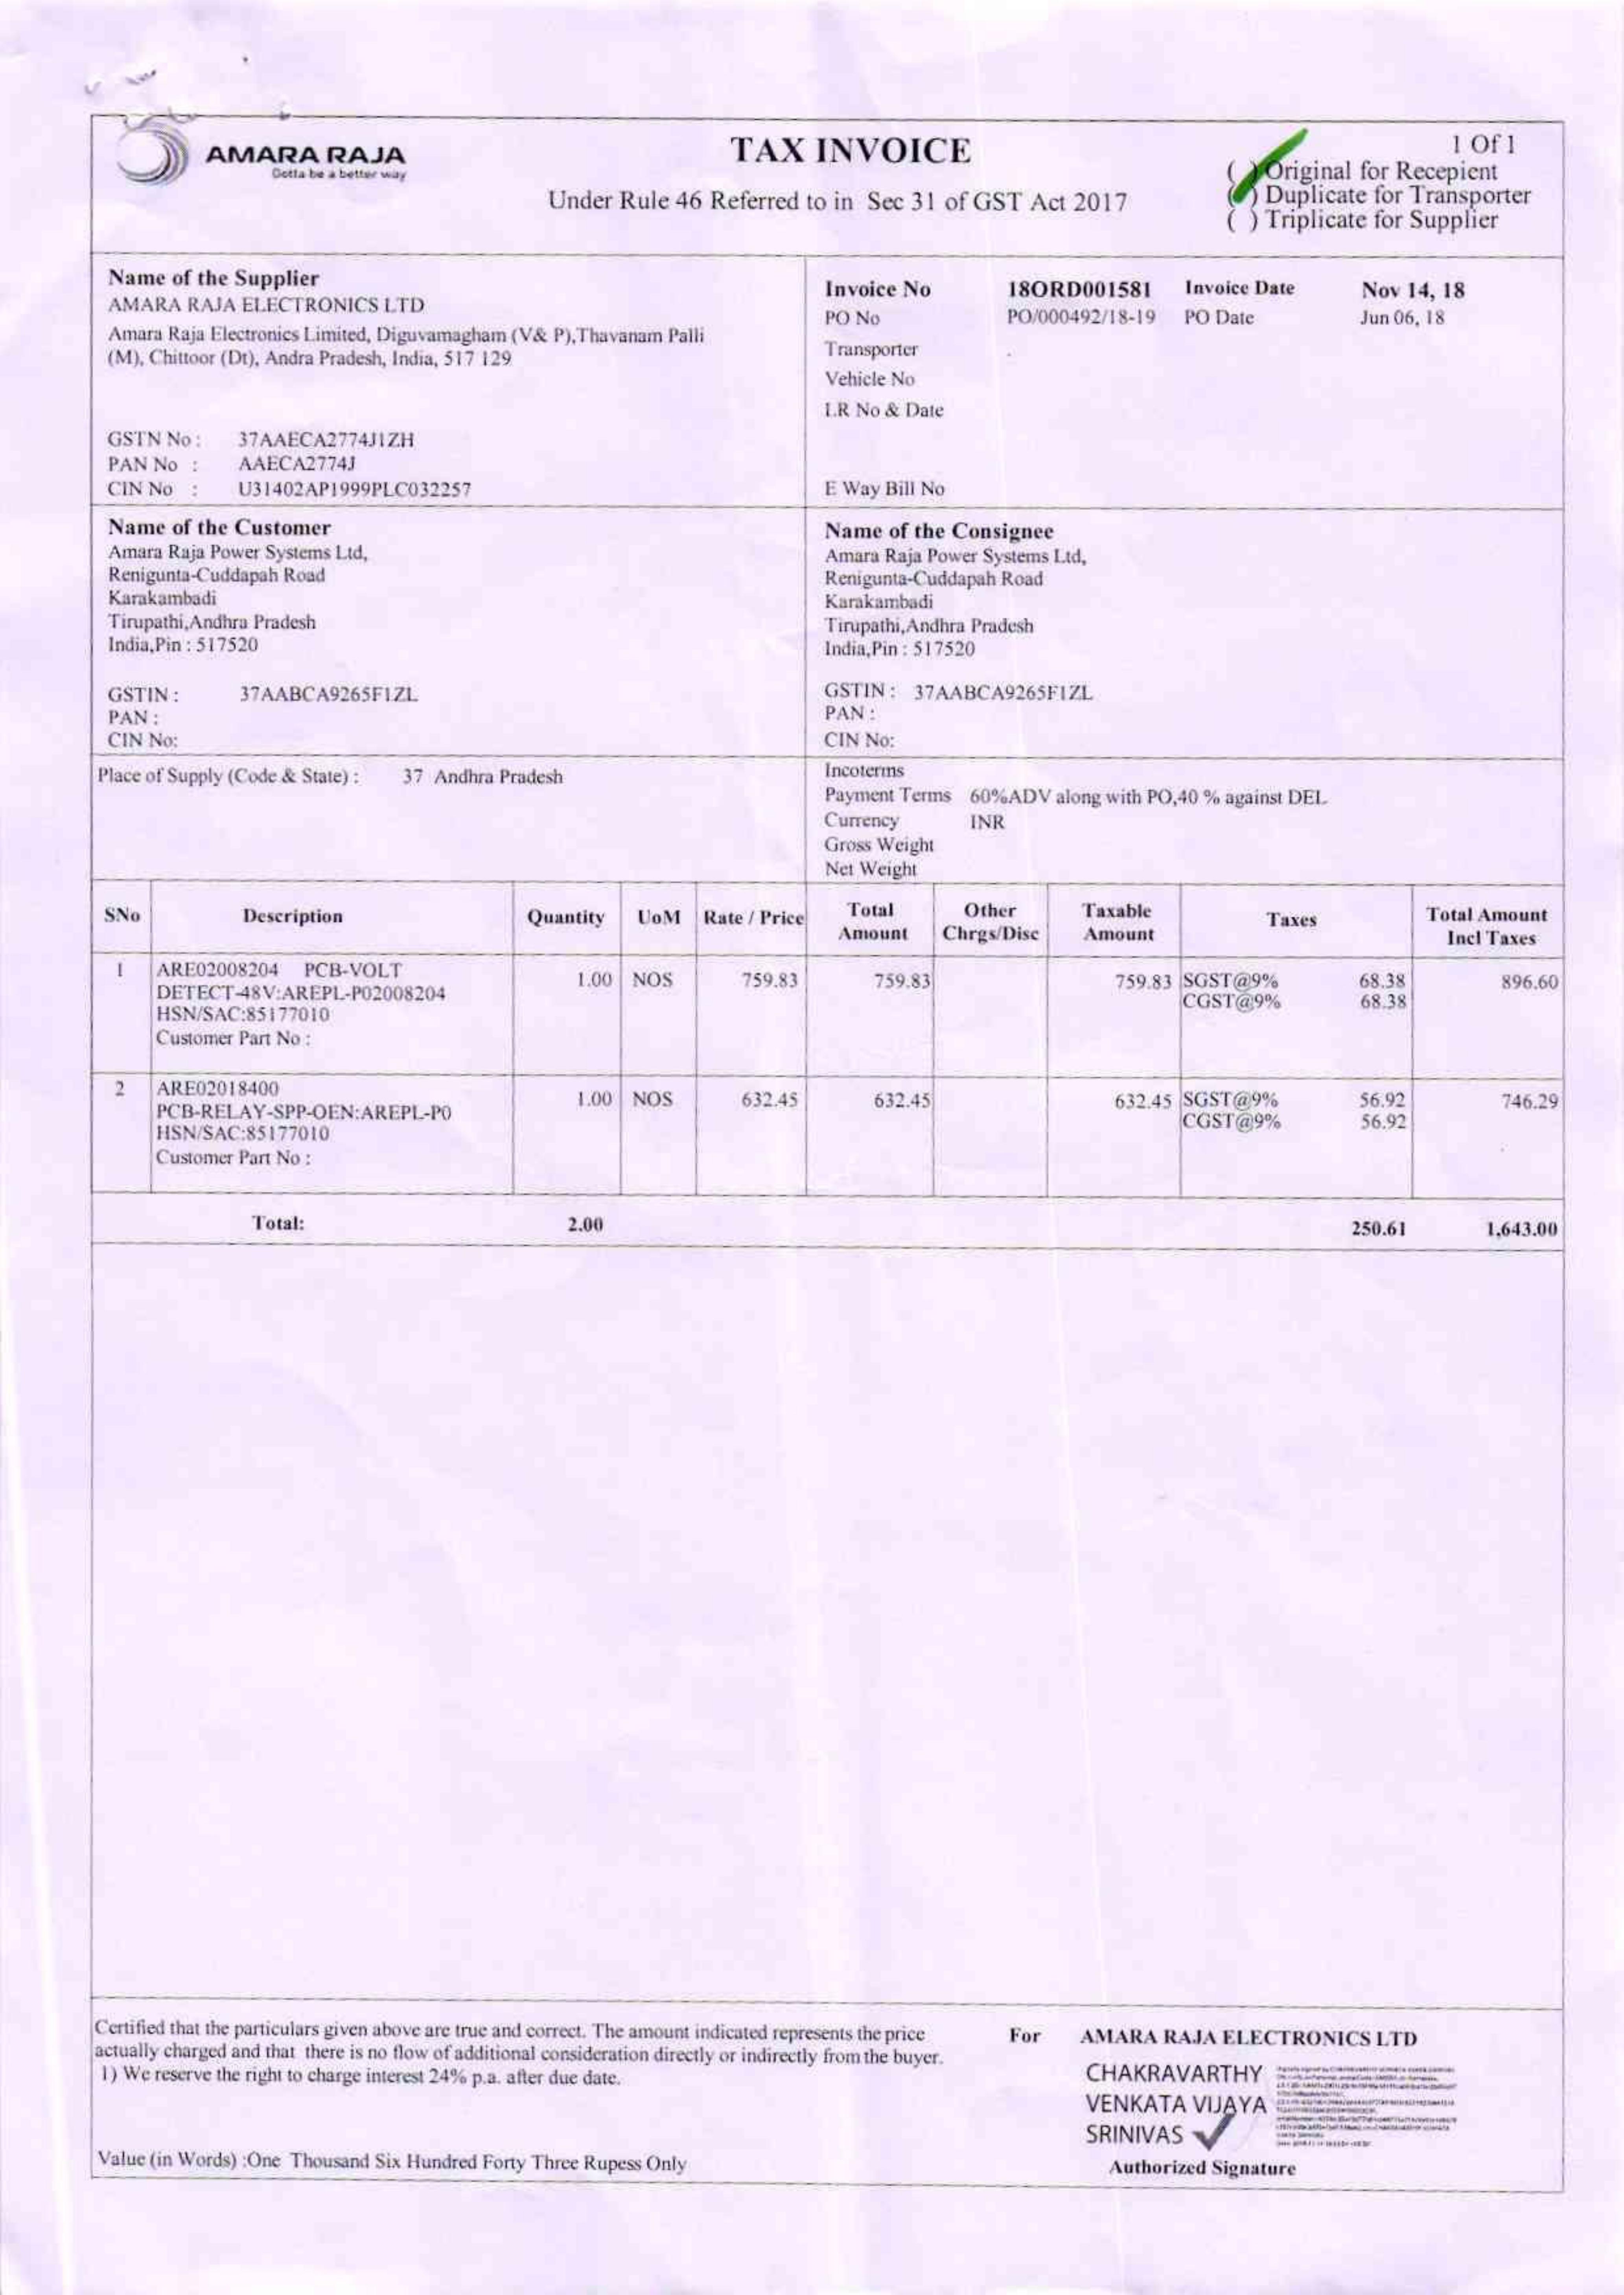 AMARA RAJA
Gotta be a better way
TAX INVOICE
Under Rule 46 Referred to in Sec 31 of GST Act 2017
1 Of 1
( ) Original for Recepient
( ) Duplicate for Transporter
( ) Triplicate for Supplier
Name of the Supplier
AMARA RAJA ELECTRONICS LTD
Amara Raja Electronics Limited, Diguvamagham (V& P),Thavanam Palli
(M), Chittoor (Dt), Andra Pradesh, India, 517 129
GSTN No : 37AAECA2774J1ZH
PAN No : AAECA2774J
CIN No : U31402AP1999PLC032257
Invoice No 18ORD001581 Invoice Date Nov 14, 18
PO No PO/000492/18-19 PO Date Jun 06, 18
Transporter
Vehicle No
LR No & Date
E Way Bill No
Name of the Customer
Amara Raja Power Systems Ltd,
Renigunta-Cuddapah Road
Karakambadi
Tirupathi,Andhra Pradesh
India,Pin : 517520
GSTIN : 37AABCA9265F1ZL
PAN :
CIN No:
Name of the Consignee
Amara Raja Power Systems Ltd,
Renigunta-Cuddapah Road
Karakambadi
Tirupathi,Andhra Pradesh
India,Pin : 517520
GSTIN : 37AABCA9265F1ZL
PAN :
CIN No:
Place of Supply (Code & State) : 37 Andhra Pradesh
Incoterms
Payment Terms 60%ADV along with PO,40 % against DEL
Currency INR
Gross Weight
Net Weight
SNo Description Quantity UoM Rate / Price Total Amount Other Chrgs/Disc Taxable Amount Taxes Total Amount Incl Taxes
1 ARE02008204 PCB-VOLT 1.00 NOS 759.83 759.83 759.83 SGST@9% 68.38 896.60
DETECT-48V:AREPL-P02008204 CGST@9% 68.38
HSN/SAC:85177010
Customer Part No :
2 ARE02018400 1.00 NOS 632.45 632.45 632.45 SGST@9% 56.92 746.29
PCB-RELAY-SPP-OEN:AREPL-P0 CGST@9% 56.92
HSN/SAC:85177010
Customer Part No :
Total: 2.00 250.61 1,643.00
Certified that the particulars given above are true and correct. The amount indicated represents the price
actually charged and that there is no flow of additional consideration directly or indirectly from the buyer.
1) We reserve the right to charge interest 24% p.a. after due date.
Value (in Words) :One Thousand Six Hundred Forty Three Rupess Only
For AMARA RAJA ELECTRONICS LTD
CHAKRAVARTHY
VENKATA VIJAYA
SRINIVAS
Authorized Signature